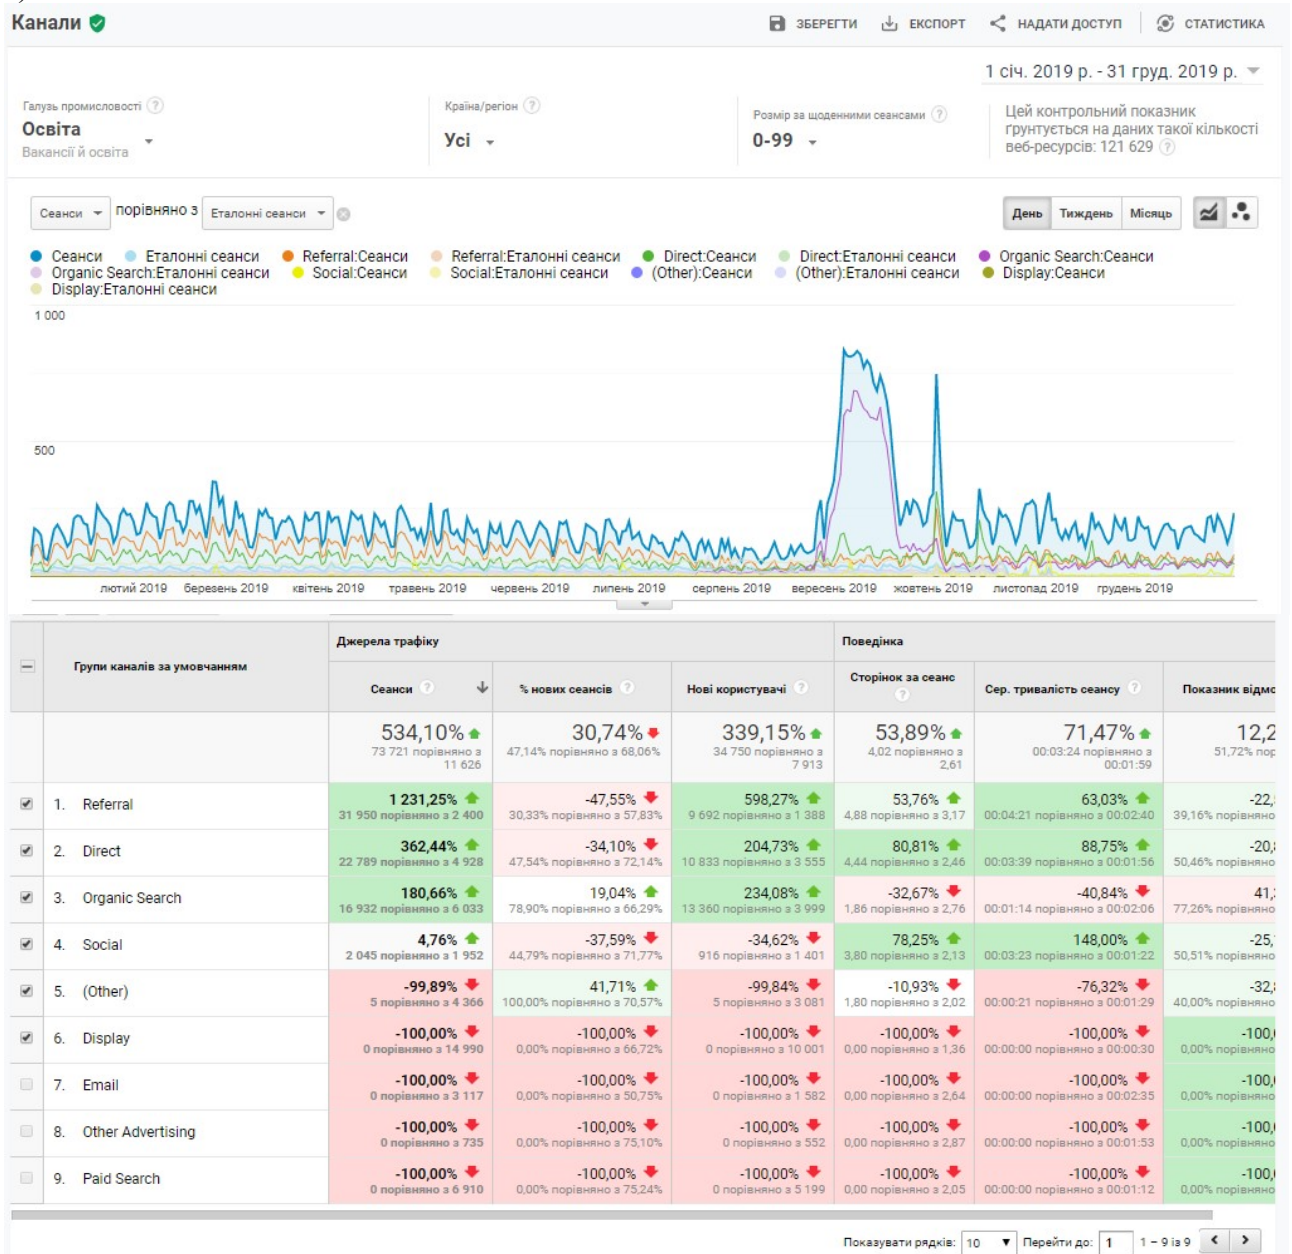 Канали
ЗБЕРЕГТИ ЕКСПОРТ НАДАТИ ДОСТУП СТАТИСТИКА
1 січ. 2019 р. - 31 груд. 2019 р.
Галузь промисловості ?
Освіта
Вакансії й освіта
Країна/регіон ?
Усі
Розмір за щоденними сеансами ?
0-99
Цей контрольний показник
ґрунтується на даних такої кількості
веб-ресурсів: 121 629 ?
Сеанси порівняно з Еталонні сеанси
День Тиждень Місяць
Сеанси Еталонні сеанси Referral:Сеанси Referral:Еталонні сеанси Direct:Сеанси Direct:Еталонні сеанси Organic Search:Сеанси
Organic Search:Еталонні сеанси Social:Сеанси Social:Еталонні сеанси (Other):Сеанси (Other):Еталонні сеанси Display:Сеанси
Display:Еталонні сеанси
1 000
500
лютий 2019 березень 2019 квітень 2019 травень 2019 червень 2019 липень 2019 серпень 2019 вересень 2019 жовтень 2019 листопад 2019 грудень 2019
Групи каналів за умовчанням
Джерела трафіку Поведінка
Сеанси ? % нових сеансів ? Нові користувачі ? Сторінок за сеанс ? Сер. тривалість сеансу ? Показник відмо
534,10% 30,74% 339,15% 53,89% 71,47% 12,2
73 721 порівняно з 11 626 47,14% порівняно з 68,06% 34 750 порівняно з 7 913 4,02 порівняно з 2,61 00:03:24 порівняно з 00:01:59 51,72% пор
1. Referral 1 231,25% -47,55% 598,27% 53,76% 63,03% -22,
31 950 порівняно з 2 400 30,33% порівняно з 57,83% 9 692 порівняно з 1 388 4,88 порівняно з 3,17 00:04:21 порівняно з 00:02:40 39,16% порівняно
2. Direct 362,44% -34,10% 204,73% 80,81% 88,75% -20,
22 789 порівняно з 4 928 47,54% порівняно з 72,14% 10 833 порівняно з 3 555 4,44 порівняно з 2,46 00:03:39 порівняно з 00:01:56 50,46% порівняно
3. Organic Search 180,66% 19,04% 234,08% -32,67% -40,84% 41,
16 932 порівняно з 6 033 78,90% порівняно з 66,29% 13 360 порівняно з 3 999 1,86 порівняно з 2,76 00:01:14 порівняно з 00:02:06 77,26% порівняно
4. Social 4,76% -37,59% -34,62% 78,25% 148,00% -25,
2 045 порівняно з 1 952 44,79% порівняно з 71,77% 916 порівняно з 1 401 3,80 порівняно з 2,13 00:03:23 порівняно з 00:01:22 50,51% порівняно
5. (Other) -99,89% 41,71% -99,84% -10,93% -76,32% -32,
5 порівняно з 4 366 100,00% порівняно з 70,57% 5 порівняно з 3 081 1,80 порівняно з 2,02 00:00:21 порівняно з 00:01:29 40,00% порівняно
6. Display -100,00% -100,00% -100,00% -100,00% -100,00% -100,
0 порівняно з 14 990 0,00% порівняно з 66,72% 0 порівняно з 10 001 0,00 порівняно з 1,36 00:00:00 порівняно з 00:00:30 0,00% порівняно
7. Email -100,00% -100,00% -100,00% -100,00% -100,00% -100,
0 порівняно з 3 117 0,00% порівняно з 50,75% 0 порівняно з 1 582 0,00 порівняно з 2,64 00:00:00 порівняно з 00:02:35 0,00% порівняно
8. Other Advertising -100,00% -100,00% -100,00% -100,00% -100,00% -100,
0 порівняно з 735 0,00% порівняно з 75,10% 0 порівняно з 552 0,00 порівняно з 2,87 00:00:00 порівняно з 00:01:53 0,00% порівняно
9. Paid Search -100,00% -100,00% -100,00% -100,00% -100,00% -100,
0 порівняно з 6 910 0,00% порівняно з 75,24% 0 порівняно з 5 199 0,00 порівняно з 2,05 00:00:00 порівняно з 00:01:12 0,00% порівняно
Показувати рядків: 10 Перейти до: 1 1 – 9 із 9